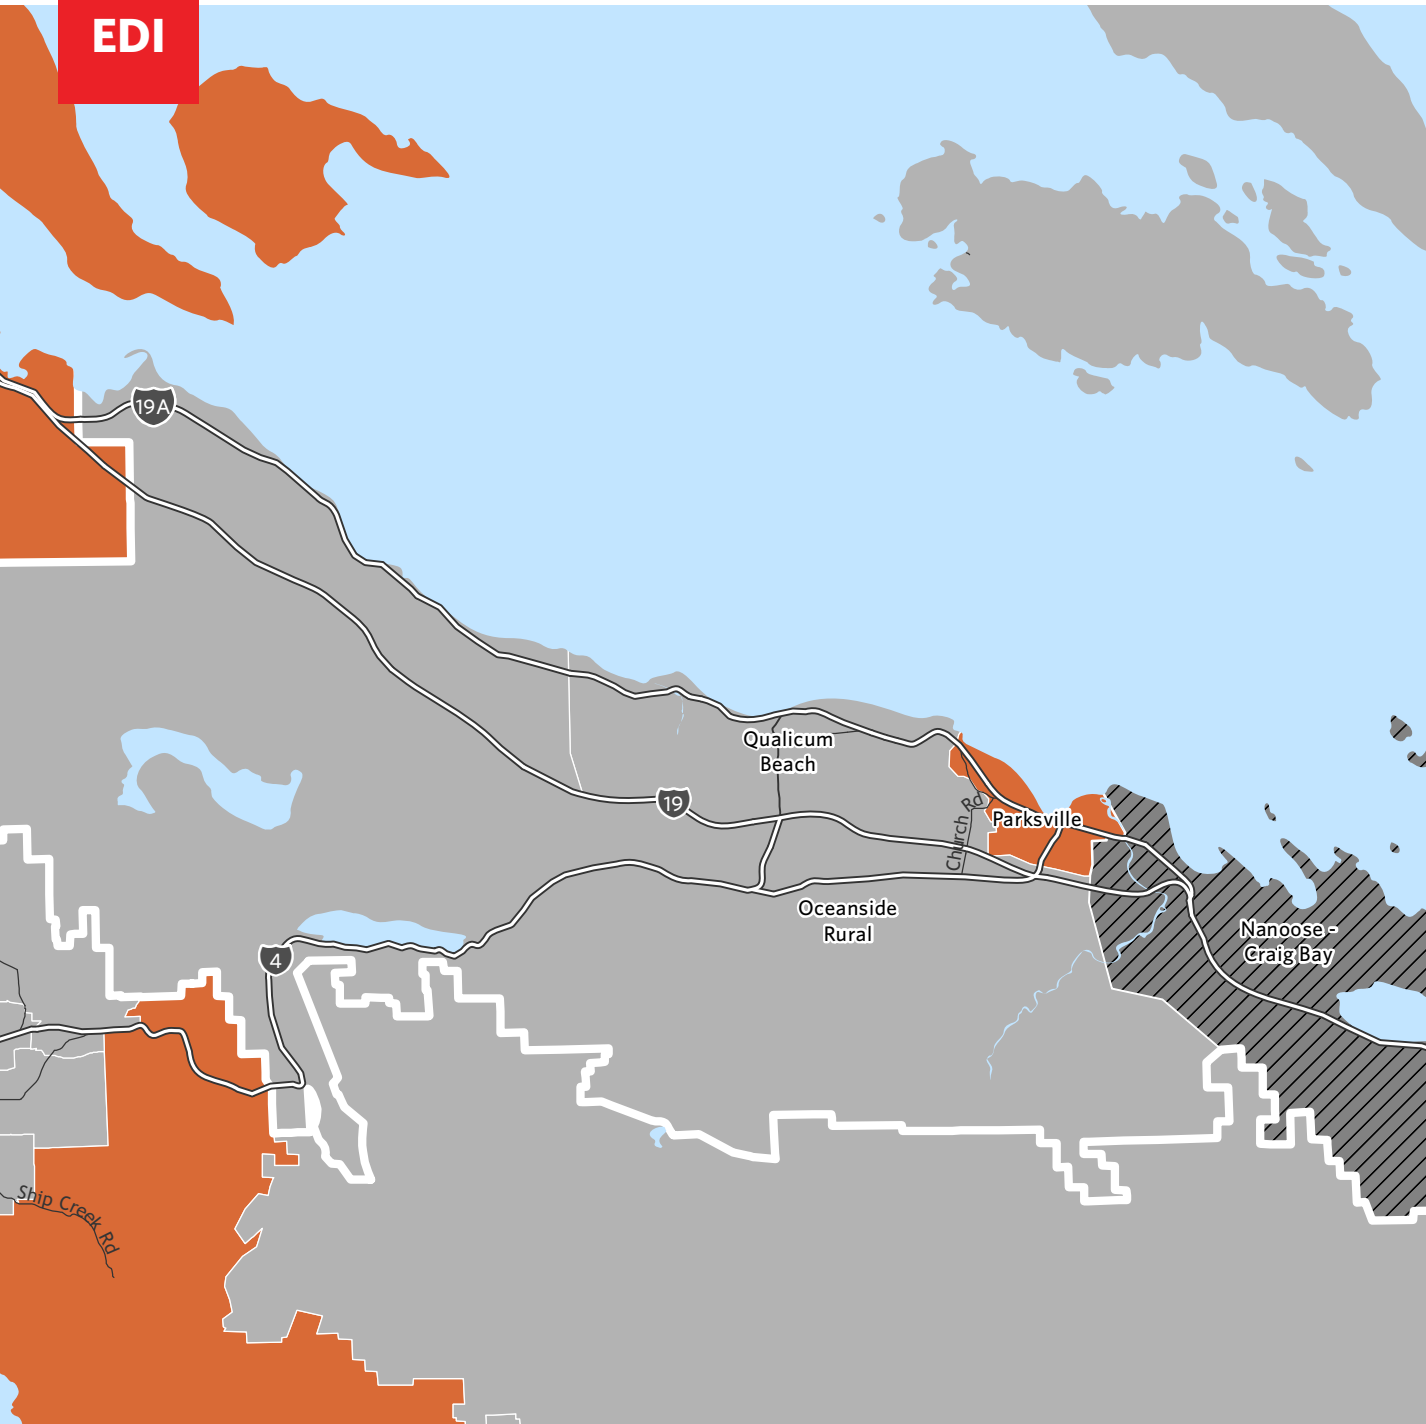 EDI
19A
Qualicum
Beach
19
Church Rd
Parksville
Oceanside
Rural
Nanoose -
Craig Bay
4
Ship Creek Rd